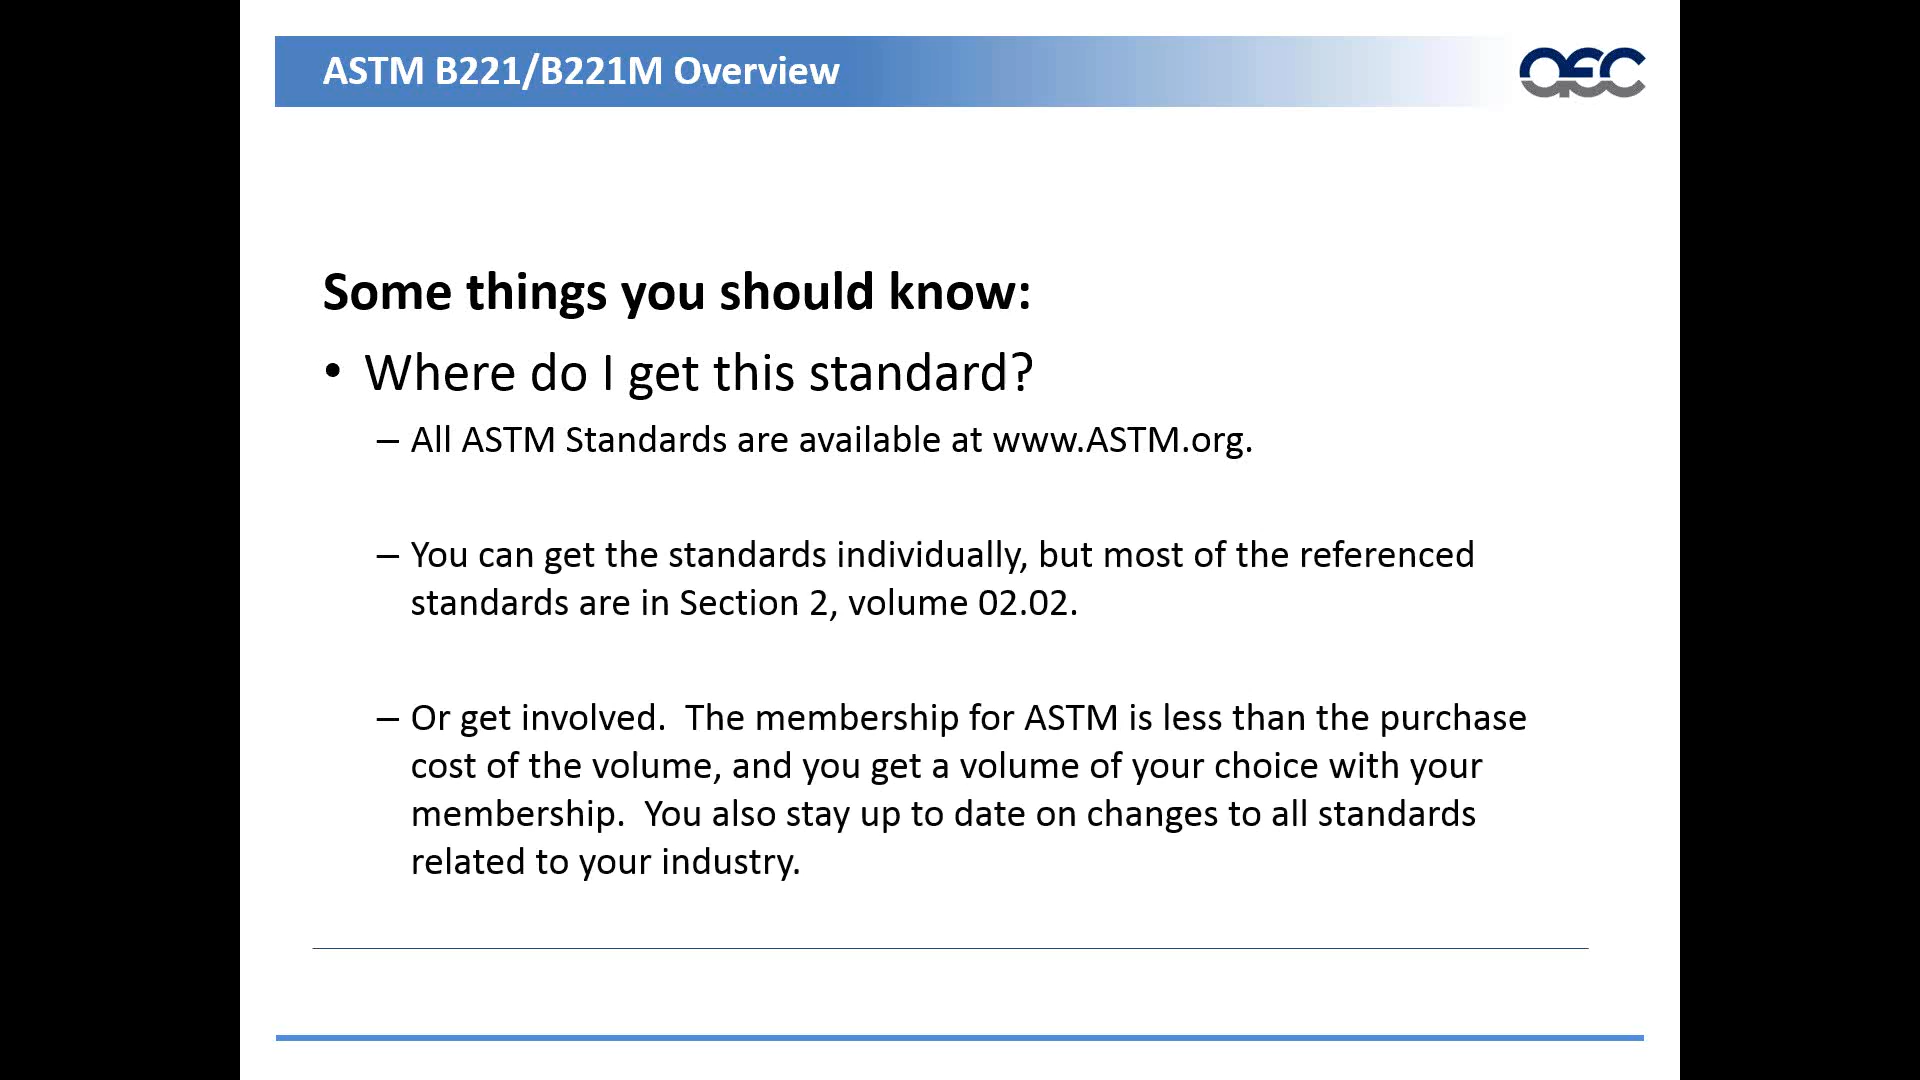 ASTM B221/B221M Overview
AEC
Some things you should know:
• Where do I get this standard?
– All ASTM Standards are available at www.ASTM.org.
– You can get the standards individually, but most of the referenced
standards are in Section 2, volume 02.02.
– Or get involved.  The membership for ASTM is less than the purchase
cost of the volume, and you get a volume of your choice with your
membership.  You also stay up to date on changes to all standards
related to your industry.